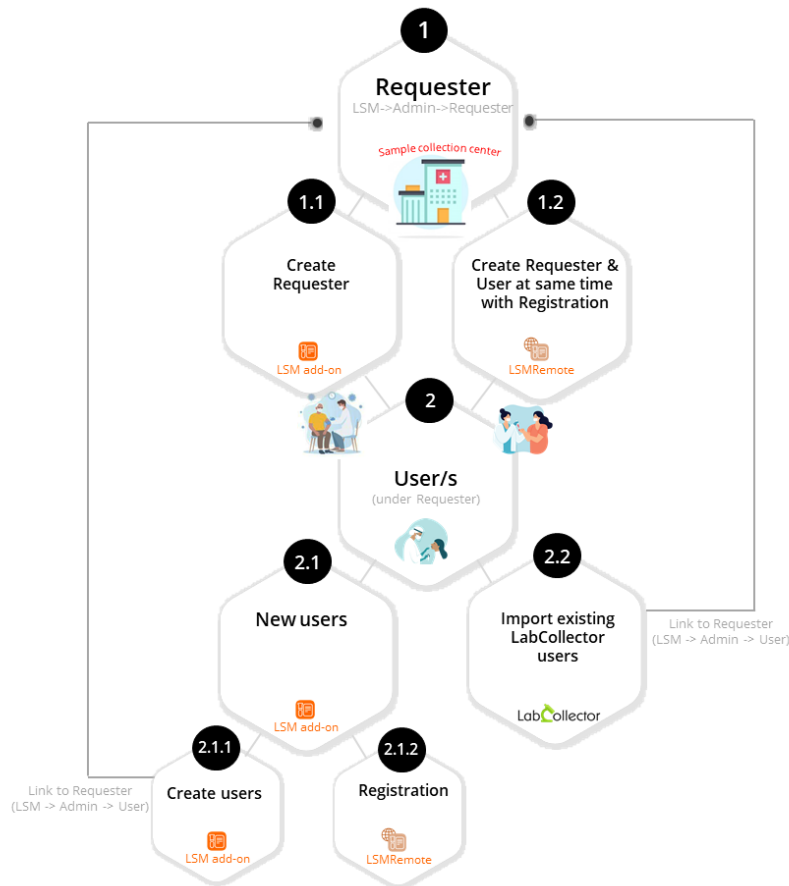 1
Requester
LSM->Admin->Requester
Sample collection center
1.1
Create
Requester
LSM add-on
1.2
Create Requester &
User at same time
with Registration
LSMRemote
2
User/s
(under Requester)
2.1
New users
LSM add-on
2.2
Import existing
LabCollector
users
LabCollector
Link to Requester
(LSM -> Admin -> User)
2.1.1
Create users
LSM add-on
Link to Requester
(LSM -> Admin -> User)
2.1.2
Registration
LSMRemote